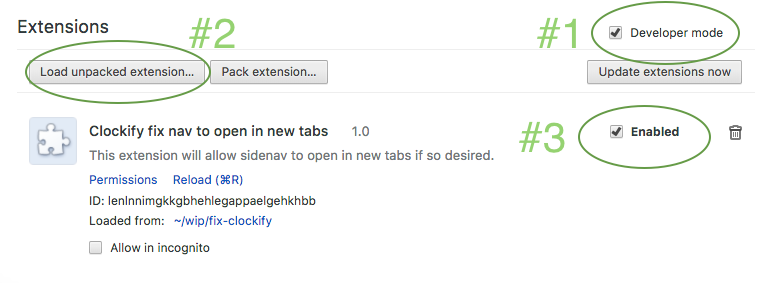 Extensions
#2
#1
Developer mode
Load unpacked extension...
Pack extension...
Update extensions now
Clockify fix nav to open in new tabs 1.0
#3
Enabled
This extension will allow sidenav to open in new tabs if so desired.
Permissions Reload (⌘R)
ID: lenlnnimgkkgbhehlegappaelgehkhbb
Loaded from: ~/wip/fix-clockify
Allow in incognito